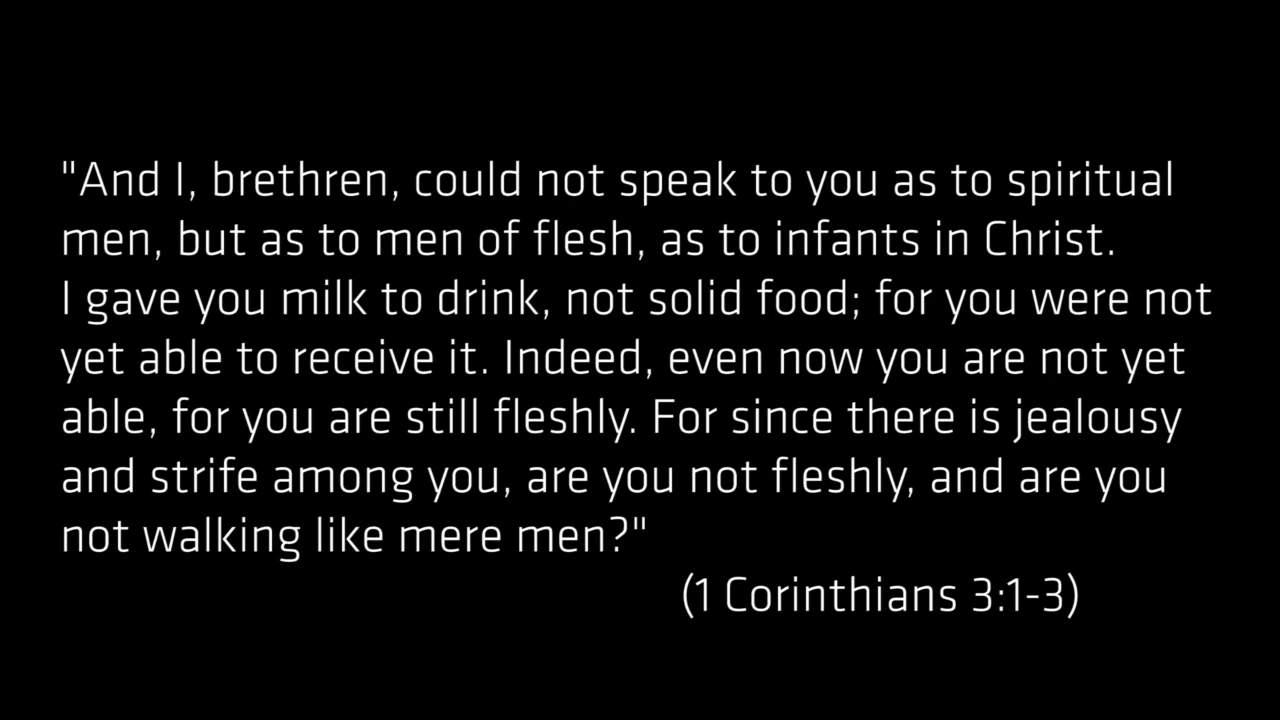 "And I, brethren, could not speak to you as to spiritual
men, but as to men of flesh, as to infants in Christ.
I gave you milk to drink, not solid food; for you were not
yet able to receive it. Indeed, even now you are not yet
able, for you are still fleshly. For since there is jealousy
and strife among you, are you not fleshly, and are you
not walking like mere men?"
(1 Corinthians 3:1-3)